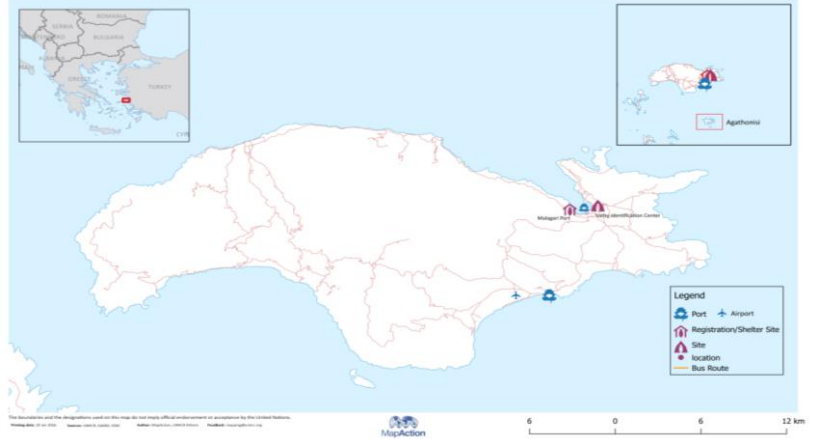 ROMANIA
SERBIA
BULGARIA
GREECE
TURKEY
Agathonisi
Malagari Port
Identification Center
Legend
Port
Airport
Registration/Shelter Site
Site
location
Bus Route
The boundaries and the designations used on this map do not imply official endorsement or acceptance by the United Nations.
MapAction
6 0 6 12 km